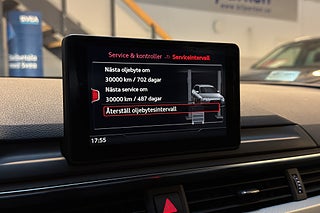 Service & kontroller
Serviceintervall
Nästa oljebyte om
30000 km / 702 dagar
Nästa service om
30000 km / 487 dagar
Återställ oljebytesintervall
17:55